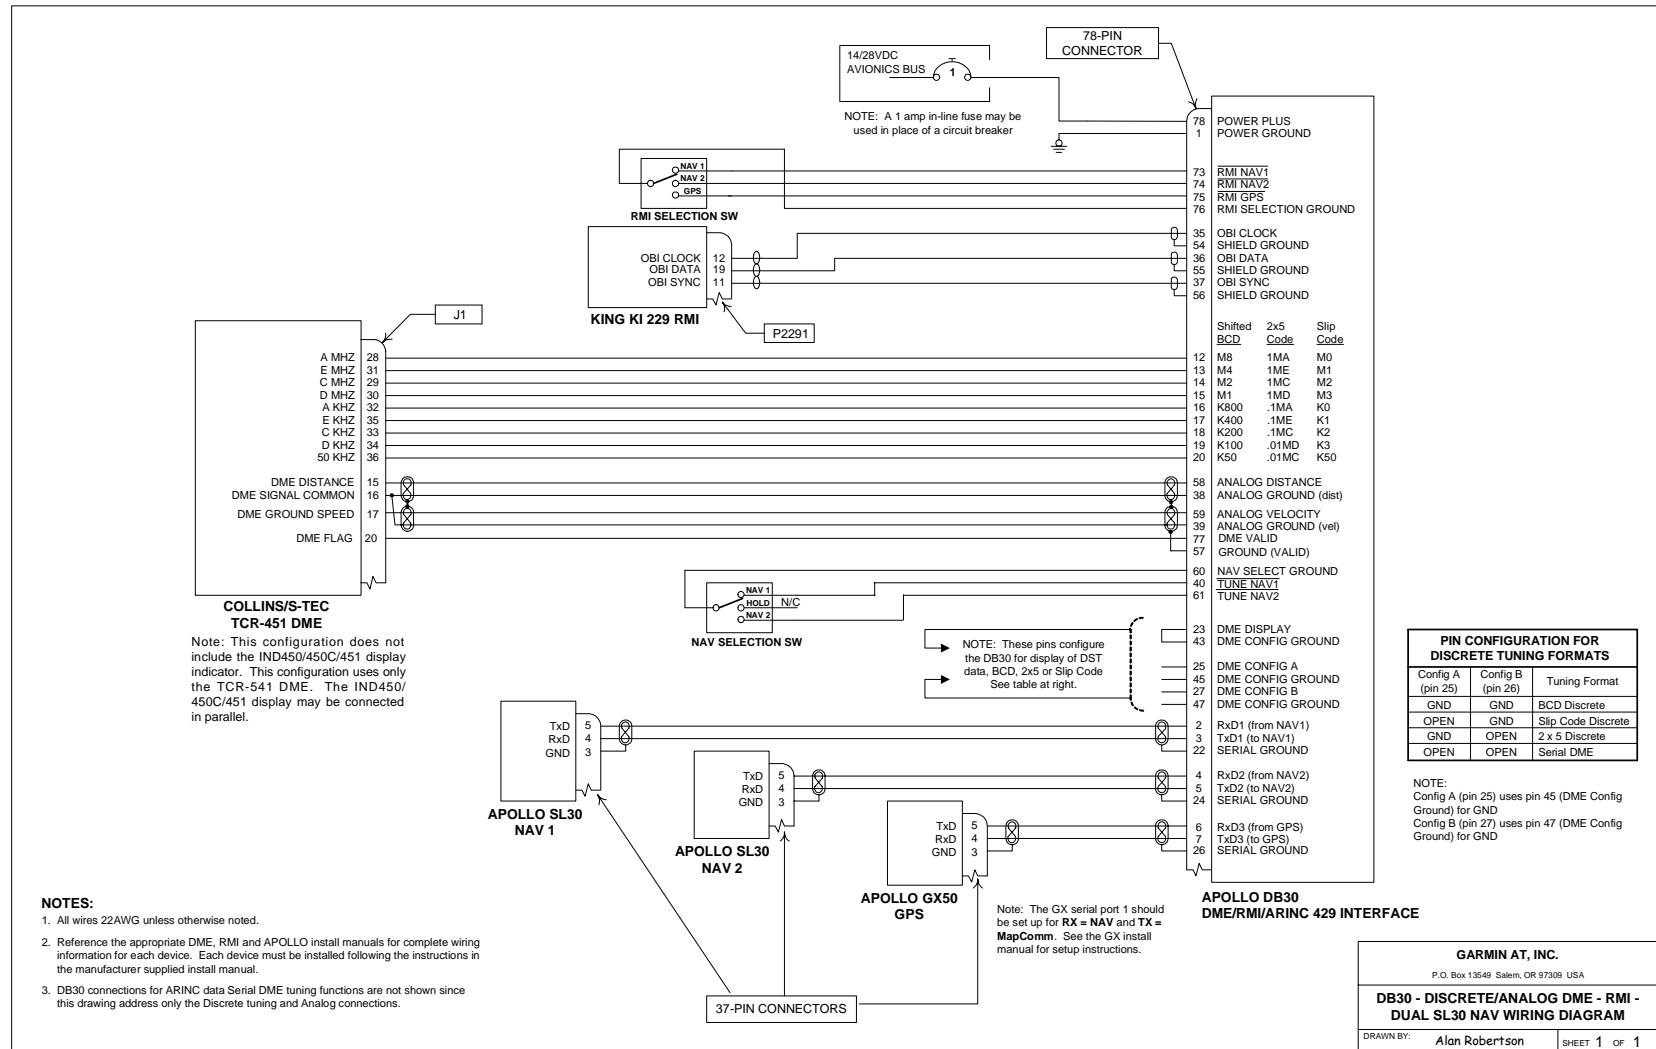 78-PIN
CONNECTOR
14/28VDC
AVIONICS BUS
1
NOTE: A 1 amp in-line fuse may be
used in place of a circuit breaker
78 POWER PLUS
1 POWER GROUND
NAV 1
NAV 2
GPS
RMI SELECTION SW
73 RMI NAV1
74 RMI NAV2
75 RMI GPS
76 RMI SELECTION GROUND
OBI CLOCK 12
OBI DATA 19
OBI SYNC 11
KING KI 229 RMI
P2291
35 OBI CLOCK
54 SHIELD GROUND
36 OBI DATA
55 SHIELD GROUND
37 OBI SYNC
56 SHIELD GROUND
J1
A MHZ 28
E MHZ 31
C MHZ 29
D MHZ 30
A KHZ 32
E KHZ 35
C KHZ 33
D KHZ 34
50 KHZ 36
DME DISTANCE 15
DME SIGNAL COMMON 16
DME GROUND SPEED 17
DME FLAG 20
COLLINS/S-TEC
TCR-451 DME
Note: This configuration does not
include the IND450/450C/451 display
indicator. This configuration uses only
the TCR-541 DME. The IND450/
450C/451 display may be connected
in parallel.
Shifted 2x5 Slip
BCD Code Code
12 M8 1MA M0
13 M4 1ME M1
14 M2 1MC M2
15 M1 1MD M3
16 K800 .1MA K0
17 K400 .1ME K1
18 K200 .1MC K2
19 K100 .01MD K3
20 K50 .01MC K50
58 ANALOG DISTANCE
38 ANALOG GROUND (dist)
59 ANALOG VELOCITY
39 ANALOG GROUND (vel)
77 DME VALID
57 GROUND (VALID)
60 NAV SELECT GROUND
40 TUNE NAV1
61 TUNE NAV2
NAV 1
HOLD N/C
NAV 2
NAV SELECTION SW
NOTE: These pins configure
the DB30 for display of DST
data, BCD, 2x5 or Slip Code
See table at right.
23 DME DISPLAY
43 DME CONFIG GROUND
25 DME CONFIG A
45 DME CONFIG GROUND
27 DME CONFIG B
47 DME CONFIG GROUND
2 RxD1 (from NAV1)
3 TxD1 (to NAV1)
22 SERIAL GROUND
4 RxD2 (from NAV2)
5 TxD2 (to NAV2)
24 SERIAL GROUND
6 RxD3 (from GPS)
7 TxD3 (to GPS)
26 SERIAL GROUND
TxD 5
RxD 4
GND 3
APOLLO SL30
NAV 1
TxD 5
RxD 4
GND 3
APOLLO SL30
NAV 2
TxD 5
RxD 4
GND 3
APOLLO GX50
GPS
APOLLO DB30
DME/RMI/ARINC 429 INTERFACE
Note: The GX serial port 1 should
be set up for RX = NAV and TX =
MapComm. See the GX install
manual for setup instructions.
37-PIN CONNECTORS
PIN CONFIGURATION FOR
DISCRETE TUNING FORMATS
Config A (pin 25) Config B (pin 26) Tuning Format
GND GND BCD Discrete
OPEN GND Slip Code Discrete
GND OPEN 2 x 5 Discrete
OPEN OPEN Serial DME
NOTE:
Config A (pin 25) uses pin 45 (DME Config
Ground) for GND
Config B (pin 27) uses pin 47 (DME Config
Ground) for GND
NOTES:
1. All wires 22AWG unless otherwise noted.
2. Reference the appropriate DME, RMI and APOLLO install manuals for complete wiring
information for each device. Each device must be installed following the instructions in
the manufacturer supplied install manual.
3. DB30 connections for ARINC data Serial DME tuning functions are not shown since
this drawing address only the Discrete tuning and Analog connections.
GARMIN AT, INC.
P.O. Box 13549 Salem, OR 97309 USA
DB30 - DISCRETE/ANALOG DME - RMI -
DUAL SL30 NAV WIRING DIAGRAM
DRAWN BY: Alan Robertson SHEET 1 OF 1